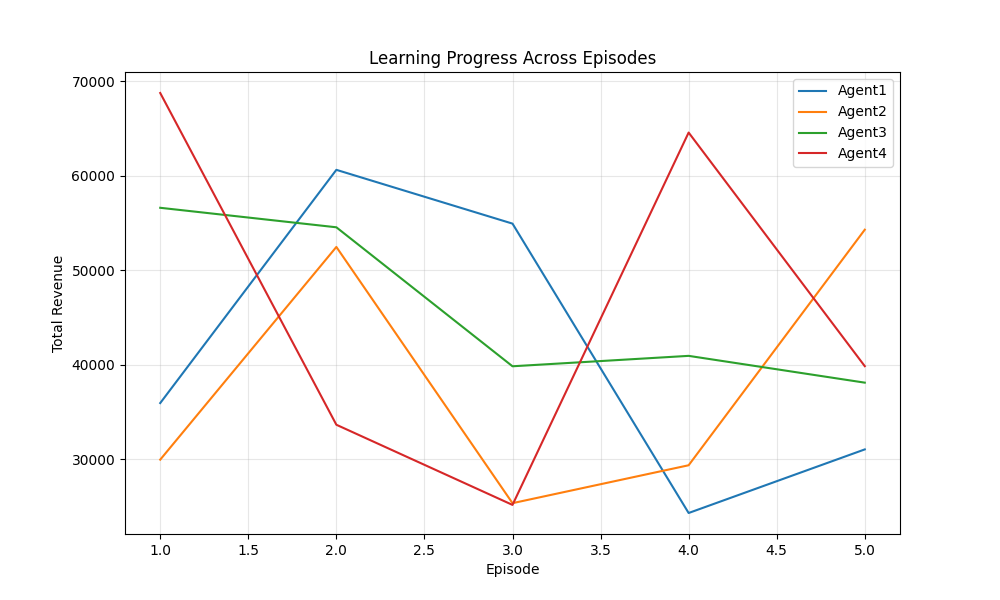 Learning Progress Across Episodes
Agent1
Agent2
Agent3
Agent4
Total Revenue
70000
60000
50000
40000
30000
1.0 1.5 2.0 2.5 3.0 3.5 4.0 4.5 5.0
Episode